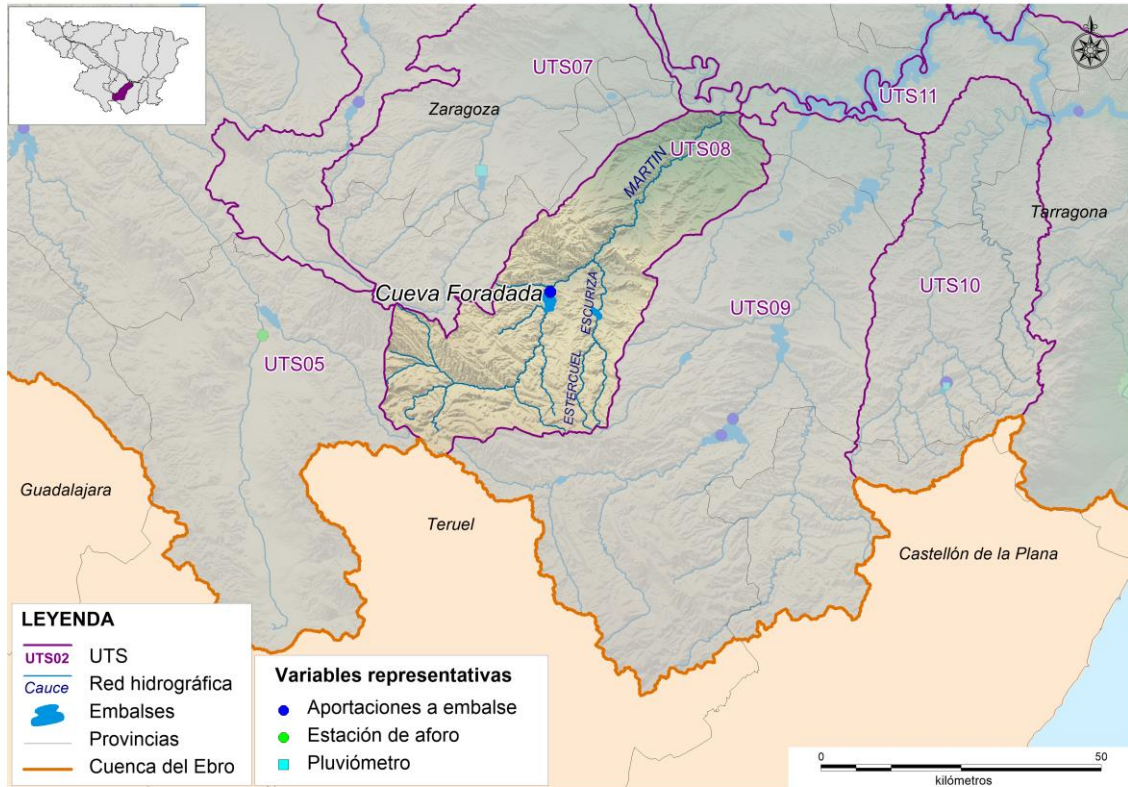 UTS07
Zaragoza
UTS11
UTS08
MARTIN
Tarragona
Cueva Foradada
ESCURIZA
UTS10
UTS09
UTS05
ESTERCUEL
Guadalajara
Teruel
Castellón de la Plana
LEYENDA
UTS02 UTS
Cauce Red hidrográfica
Embalses
Provincias
Cuenca del Ebro
Variables representativas
Aportaciones a embalse
Estación de aforo
Pluviómetro
0 50
kilómetros